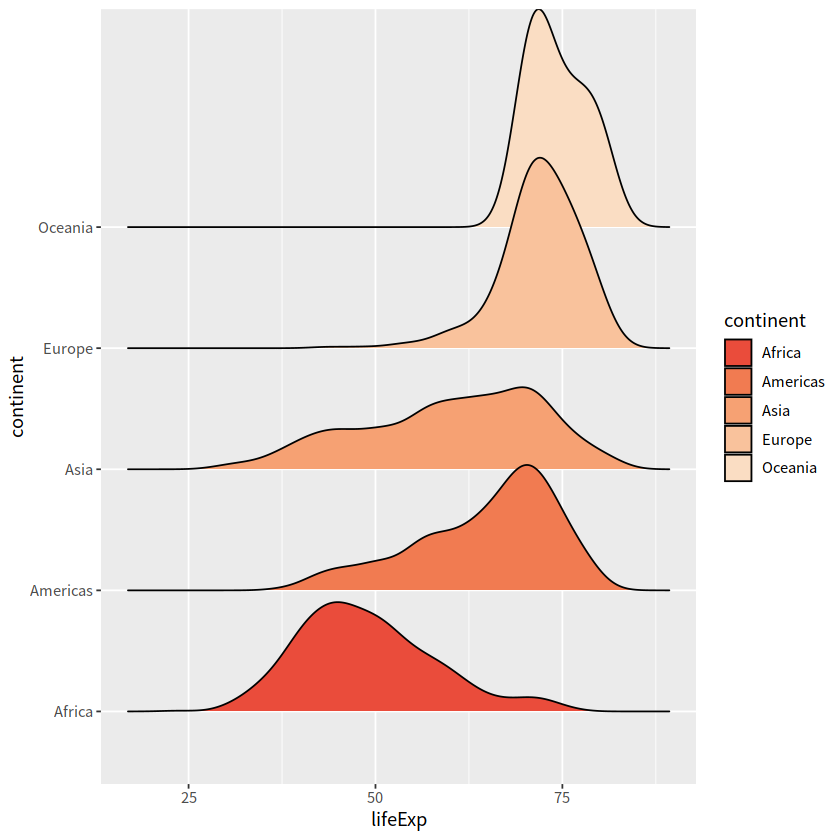 continent
Oceania
Europe
Asia
Americas
Africa
25 50 75
lifeExp
continent
Africa
Americas
Asia
Europe
Oceania